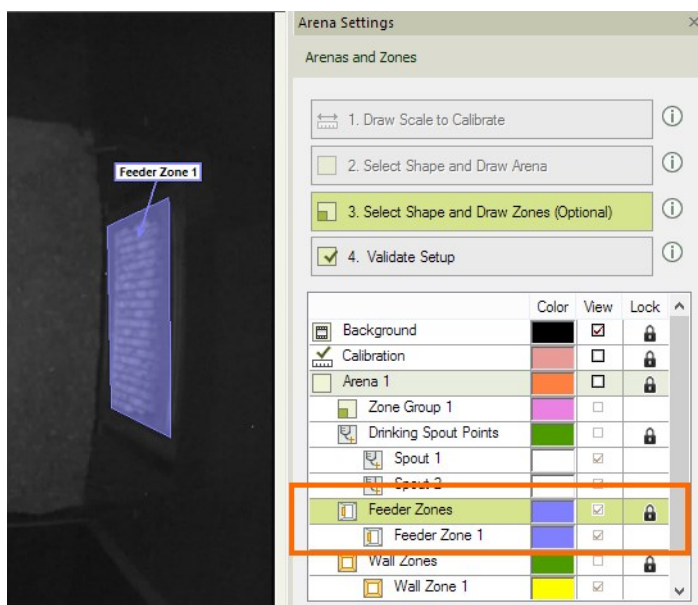 Feeder Zone 1
Arena Settings
Arenas and Zones
1. Draw Scale to Calibrate
2. Select Shape and Draw Arena
3. Select Shape and Draw Zones (Optional)
4. Validate Setup
Color View Lock
Background
Calibration
Arena 1
Zone Group 1
Drinking Spout Points
Spout 1
Spout 2
Feeder Zones
Feeder Zone 1
Wall Zones
Wall Zone 1